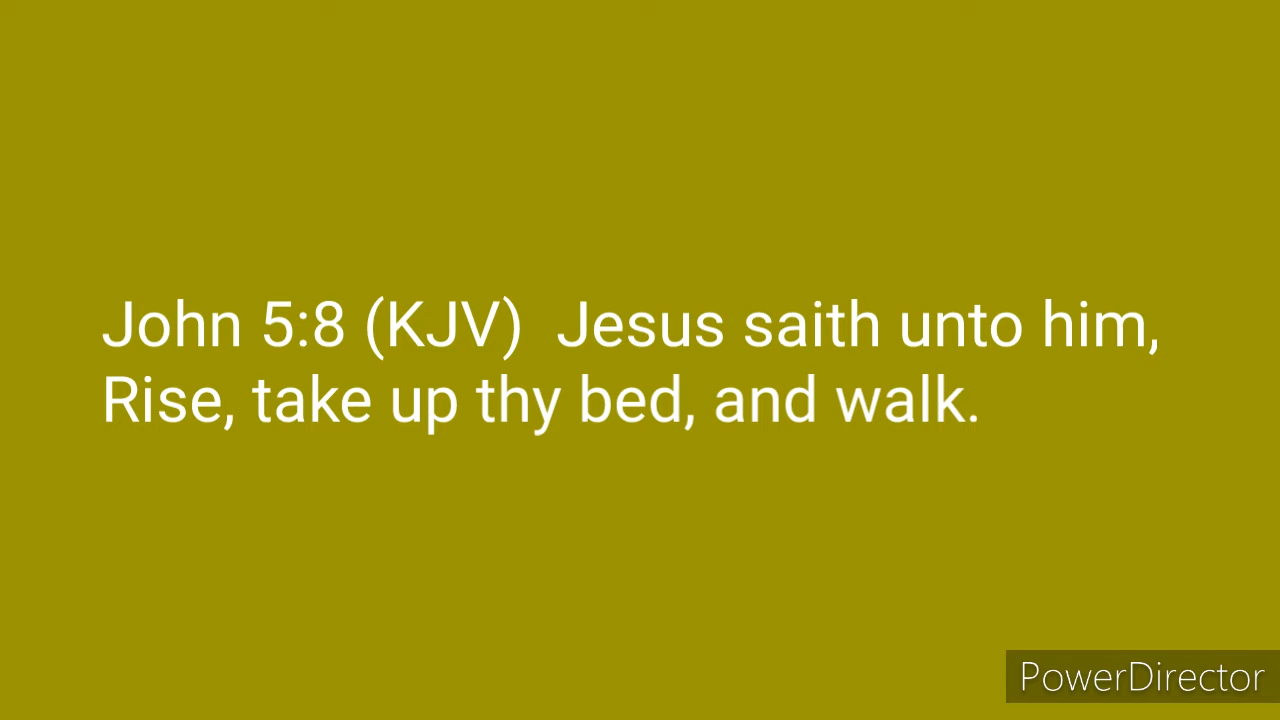 John 5:8 (KJV)  Jesus saith unto him,
Rise, take up thy bed, and walk.
PowerDirector